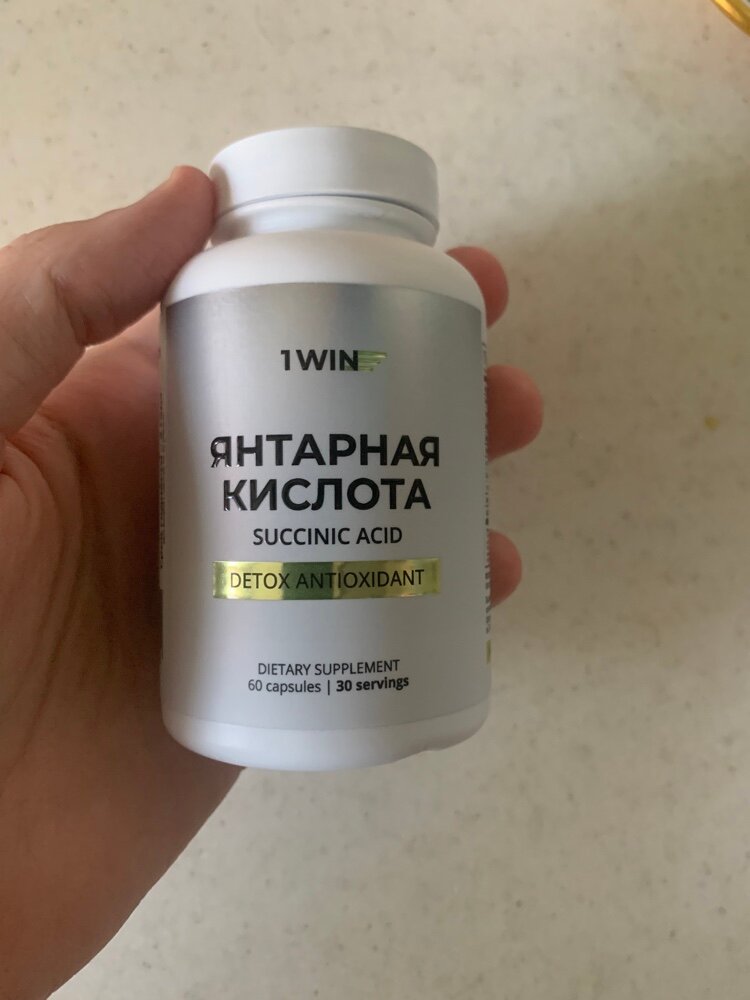 1WIN
ЯНТАРНАЯ
КИСЛОТА
SUCCINIC ACID
DETOX ANTIOXIDANT
DIETARY SUPPLEMENT
60 capsules | 30 servings